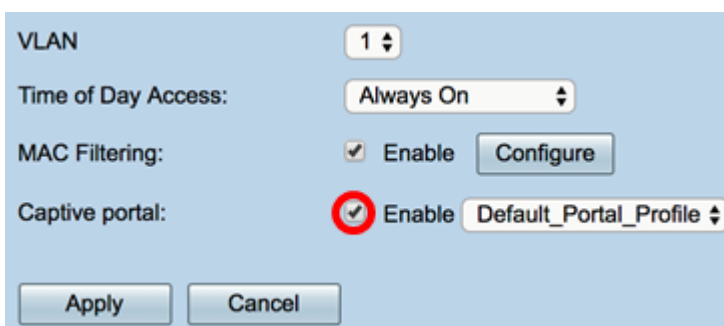 VLAN 1
Time of Day Access: Always On
MAC Filtering: Enable Configure
Captive portal: Enable Default_Portal_Profile
Apply Cancel